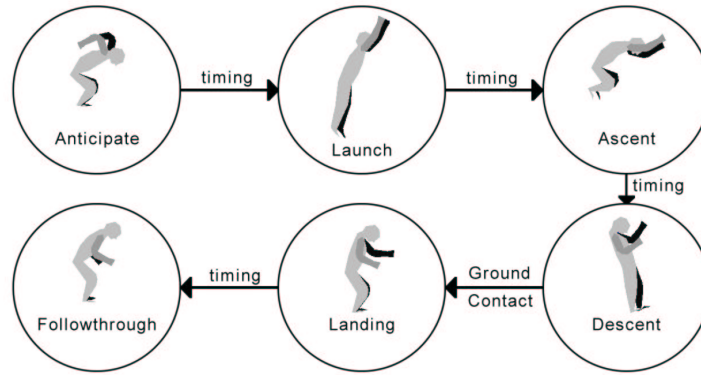 Anticipate
timing
Launch
timing
Ascent
timing
Descent
Ground
Contact
Landing
timing
Followthrough